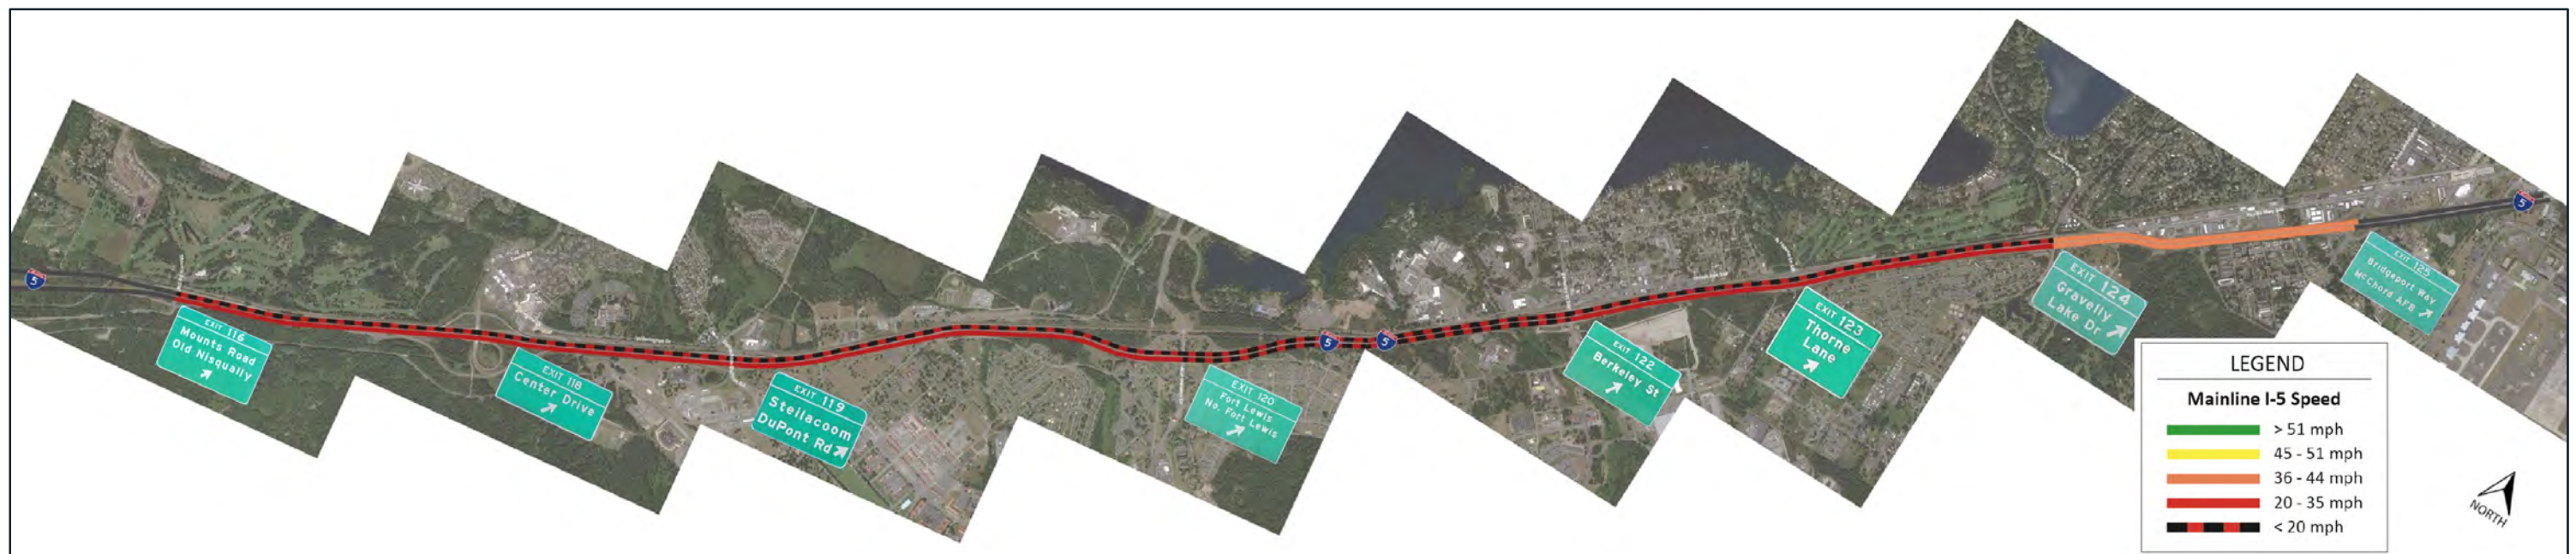 5
EXIT 116
Mounts Road
Old Nisqually
EXIT 118
Center Drive
EXIT 119
Steilacoom
DuPont Rd
EXIT 120
Fort Lewis
No. Fort Lewis
5
5
EXIT 122
Berkeley St
EXIT 123
Thorne
Lane
EXIT 124
Gravelly
Lake Dr
EXIT 125
Bridgeport Way
McChord AFB
5
LEGEND
Mainline I-5 Speed
> 51 mph
45 - 51 mph
36 - 44 mph
20 - 35 mph
< 20 mph
NORTH